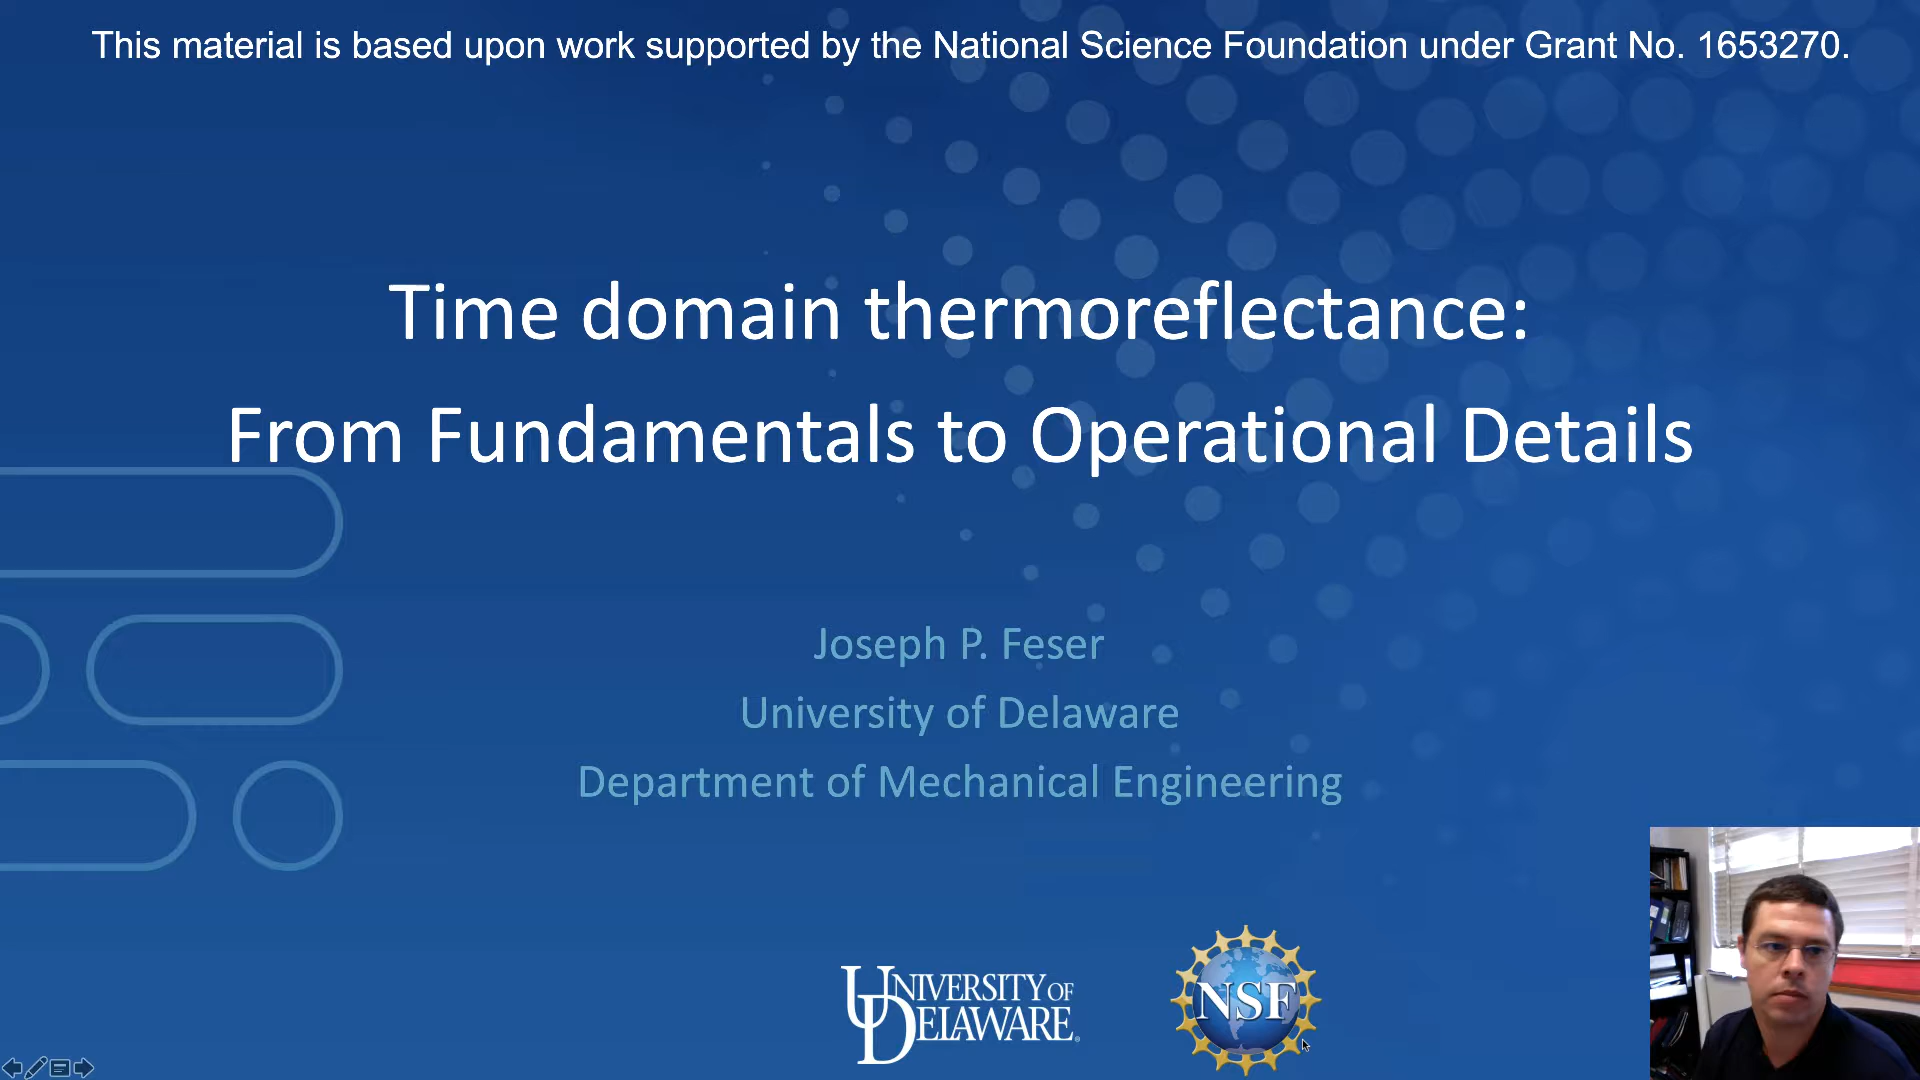 This material is based upon work supported by the National Science Foundation under Grant No. 1653270.
Time domain thermoreflectance:
From Fundamentals to Operational Details
Joseph P. Feser
University of Delaware
Department of Mechanical Engineering
UNIVERSITY OF
DELAWARE
NSF